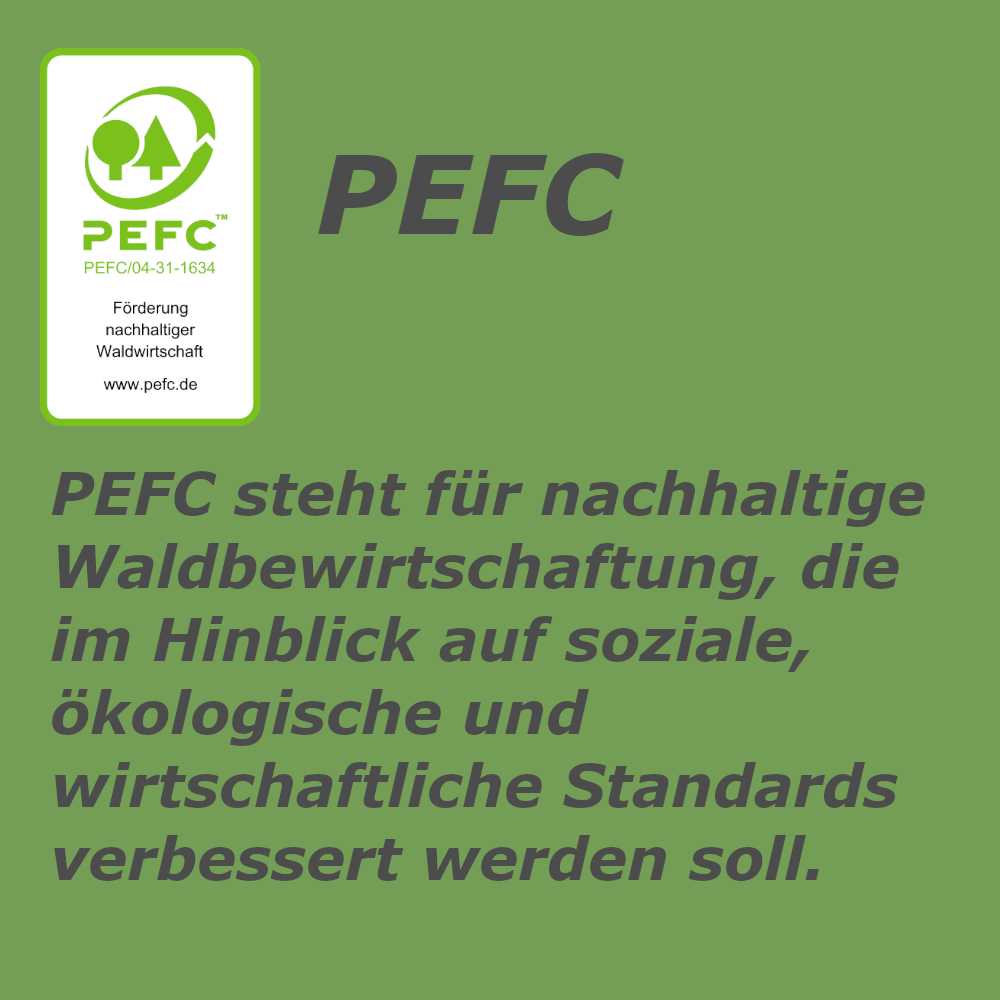 PEFC™
PEFC/04-31-1634
Förderung
nachhaltiger
Waldwirtschaft
www.pefc.de
PEFC
PEFC steht für nachhaltige
Waldbewirtschaftung, die
im Hinblick auf soziale,
ökologische und
wirtschaftliche Standards
verbessert werden soll.